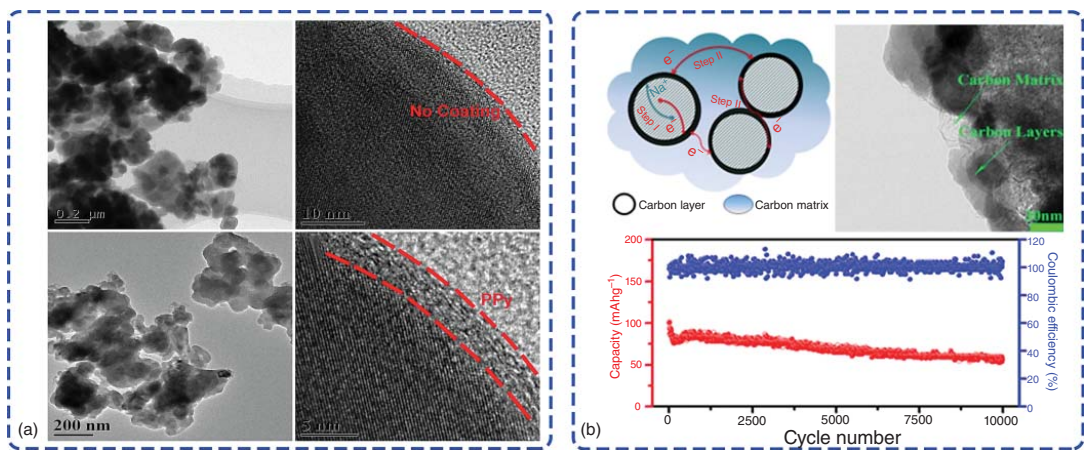 No Coating
0.2 μm
10 nm
PPy
200 nm
5 nm
(a)
e⁻
Step II
Na⁺
Step I
e⁻
Step II
e⁻
e⁻
Carbon layer
Carbon matrix
Carbon Matrix
Carbon Layers
Capacity (mAhg⁻¹)
200
150
100
50
0
120
100
80
60
40
20
0
Coulombic efficiency (%)
0
2500
5000
7500
10000
Cycle number
(b)